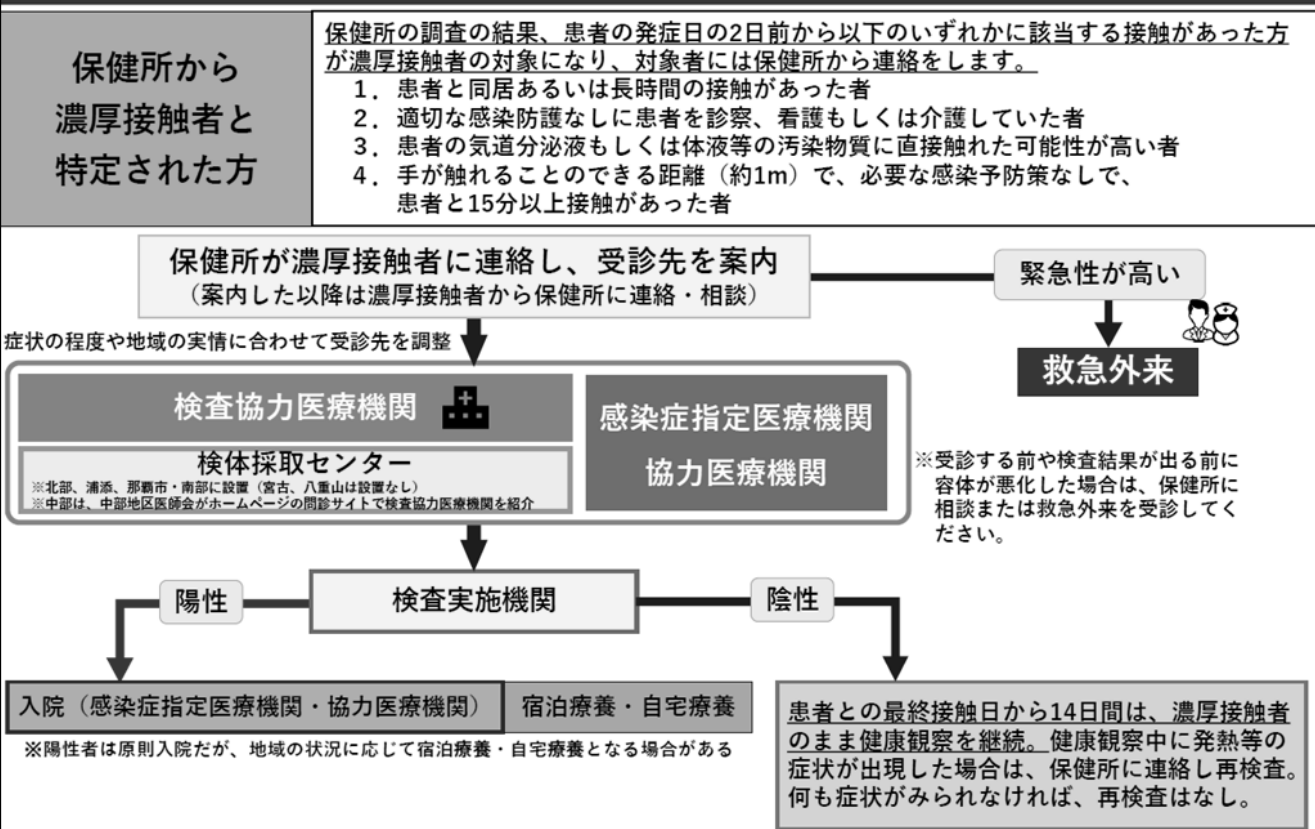 保健所から
濃厚接触者と
特定された方
保健所の調査の結果、患者の発症日の2日前から以下のいずれかに該当する接触があった方
が濃厚接触者の対象になり、対象者には保健所から連絡をします。
1．患者と同居あるいは長時間の接触があった者
2．適切な感染防護なしに患者を診察、看護もしくは介護していた者
3．患者の気道分泌液もしくは体液等の汚染物質に直接触れた可能性が高い者
4．手が触れることのできる距離（約1m）で、必要な感染予防策なしで、
患者と15分以上接触があった者
保健所が濃厚接触者に連絡し、受診先を案内
（案内した以降は濃厚接触者から保健所に連絡・相談）
緊急性が高い
救急外来
症状の程度や地域の実情に合わせて受診先を調整
検査協力医療機関
検体採取センター
※北部、浦添、那覇市・南部に設置（宮古、八重山は設置なし）
※中部は、中部地区医師会がホームページの問診サイトで検査協力医療機関を紹介
感染症指定医療機関
協力医療機関
※受診する前や検査結果が出る前に
容体が悪化した場合は、保健所に
相談または救急外来を受診してく
ださい。
陽性
検査実施機関
陰性
入院（感染症指定医療機関・協力医療機関）
宿泊療養・自宅療養
※陽性者は原則入院だが、地域の状況に応じて宿泊療養・自宅療養となる場合がある
患者との最終接触日から14日間は、濃厚接触者
のまま健康観察を継続。健康観察中に発熱等の
症状が出現した場合は、保健所に連絡し再検査。
何も症状がみられなければ、再検査はなし。